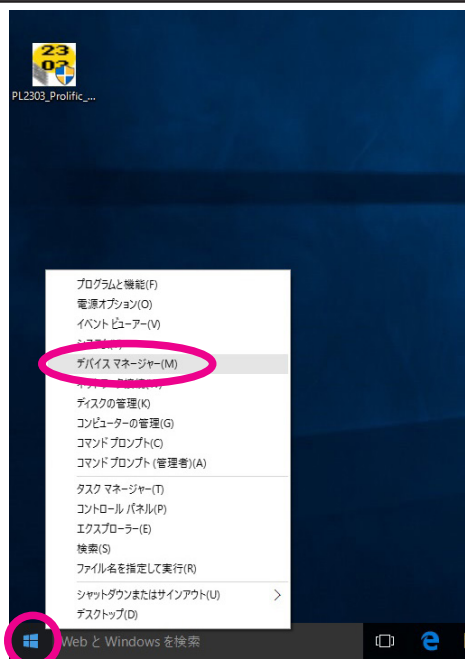 23
03
PL2303_Prolific_...
プログラムと機能(F)
電源オプション(O)
イベント ビューアー(V)
デバイス マネージャー(M)
ディスクの管理(K)
コンピューターの管理(G)
コマンド プロンプト(C)
コマンド プロンプト (管理者)(A)
タスク マネージャー(T)
コントロール パネル(P)
エクスプローラー(E)
検索(S)
ファイル名を指定して実行(R)
シャットダウンまたはサインアウト(U)
デスクトップ(D)
Web と Windows を検索